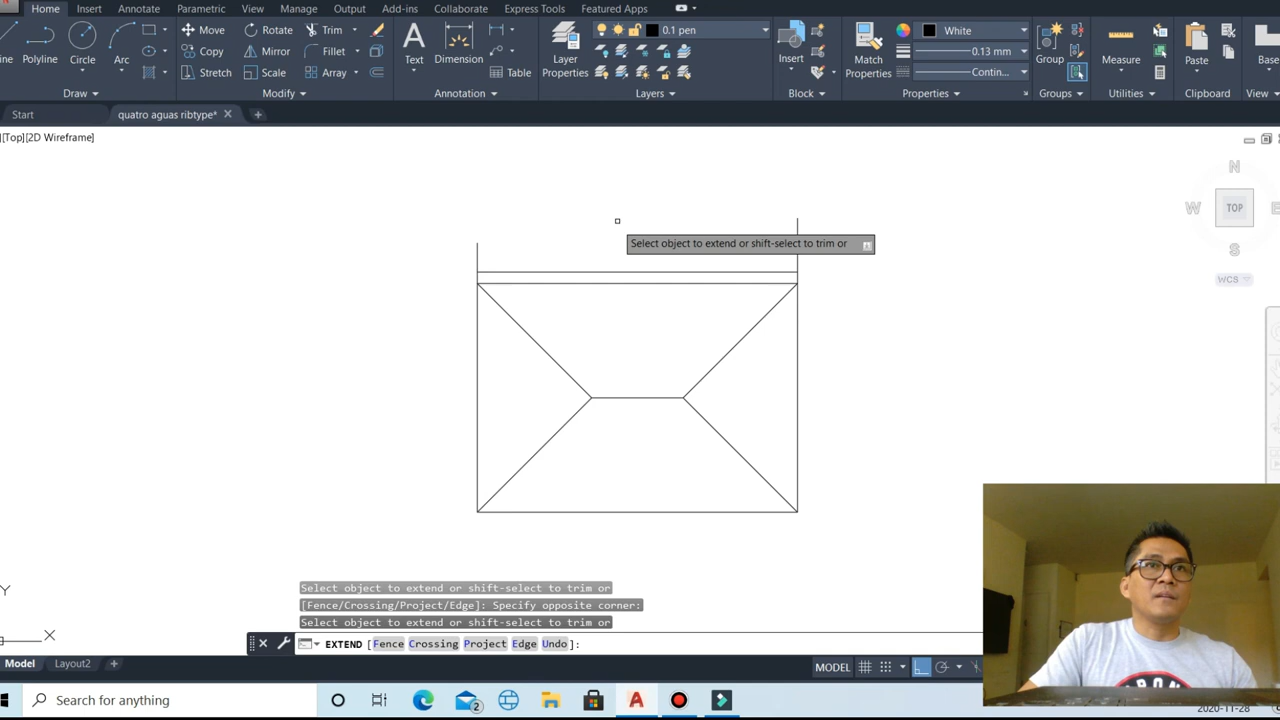 Home Insert Annotate Parametric View Manage Output Add-ins Collaborate Express Tools Featured Apps
Move Rotate Trim 0.1 pen White
Copy Mirror Fillet 0.13 mm
Polyline Circle Arc Text Dimension Layer Insert Match Group Measure Paste Base
Stretch Scale Array Table Properties Properties Contin...
Draw Modify Annotation Layers Block Properties Groups Utilities Clipboard View
Start quatro aguas ribtype*
[Top][2D Wireframe]
N
W TOP E
S
WCS
Select object to extend or shift-select to trim or
Select object to extend or shift-select to trim or
[Fence/Crossing/Project/Edge]: Specify opposite corner:
Select object to extend or shift-select to trim or
EXTEND [Fence Crossing Project Edge Undo]:
Y
X
Model Layout2 MODEL
Search for anything
2
2020-11-28